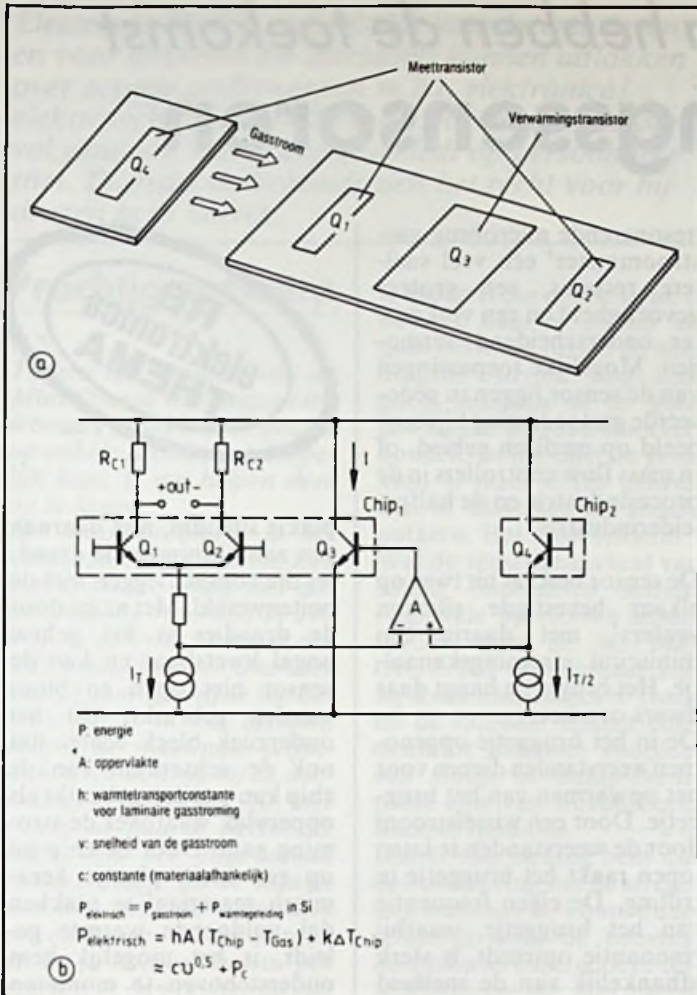 Meettransistor
Verwarmingstransistor
Gasstroom
Q4
Q1
Q3
Q2
a
RC1
RC2
+out-
I
Chip1
Chip2
Q1
Q2
Q3
Q4
A
- +
IT
IT/2
P: energie
A: oppervlakte
h: warmtetransportconstante
voor laminaire gasstroming
v: snelheid van de gasstroom
c: constante (materiaalafhankelijk)
Pelektrisch = Pgasstroom + Pwarmtegeleiding in Si
Pelektrisch = hA(TChip - TGas) + kΔTChip
≈ cυ^0,5 + Pc
b